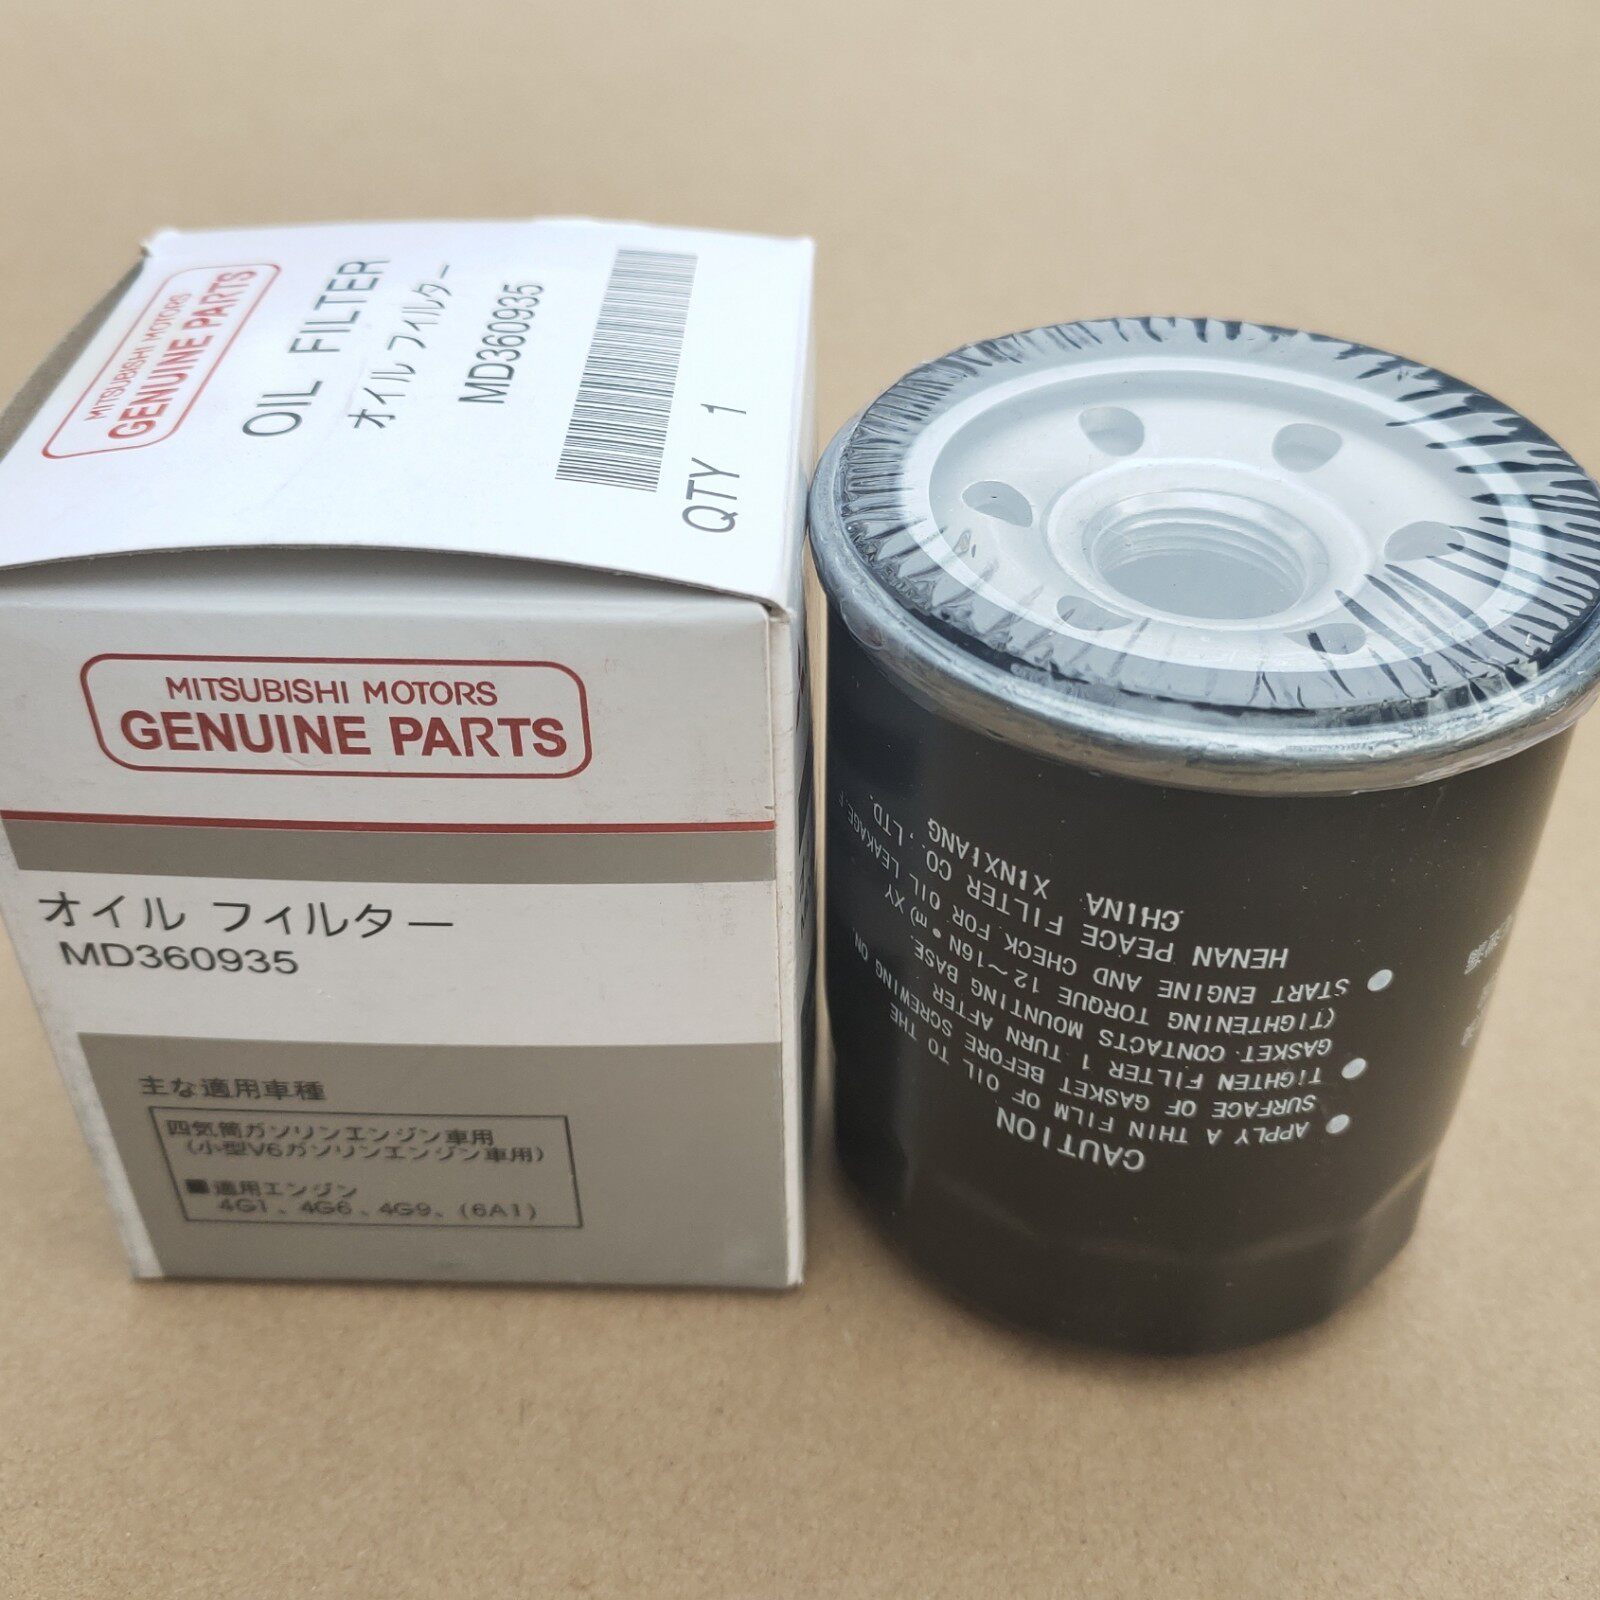 MITSUBISHI MOTORS
GENUINE PARTS
OIL FILTER
オイル フィルター
MD360935
QTY 1
MITSUBISHI MOTORS
GENUINE PARTS
オイル フィルター
MD360935
主な適用車種
四気筒ガソリンエンジン車用
(小型V6ガソリンエンジン車用)
■適用エンジン
4G1、4G6、4G9、(6A1)
CAUTION
● APPLY A THIN FILM OF OIL TO THE
SURFACE OF GASKET BEFORE SCREWING ON.
● TIGHTEN FILTER 1 TURN AFTER
GASKET CONTACTS MOUNTING BASE.
(TIGHTENING TORQUE 12~16N•m) XY
● START ENGINE AND CHECK FOR OIL LEAKAGE.
HENAN PEACE FILTER CO.,LTD.
CHINA XINXIANG